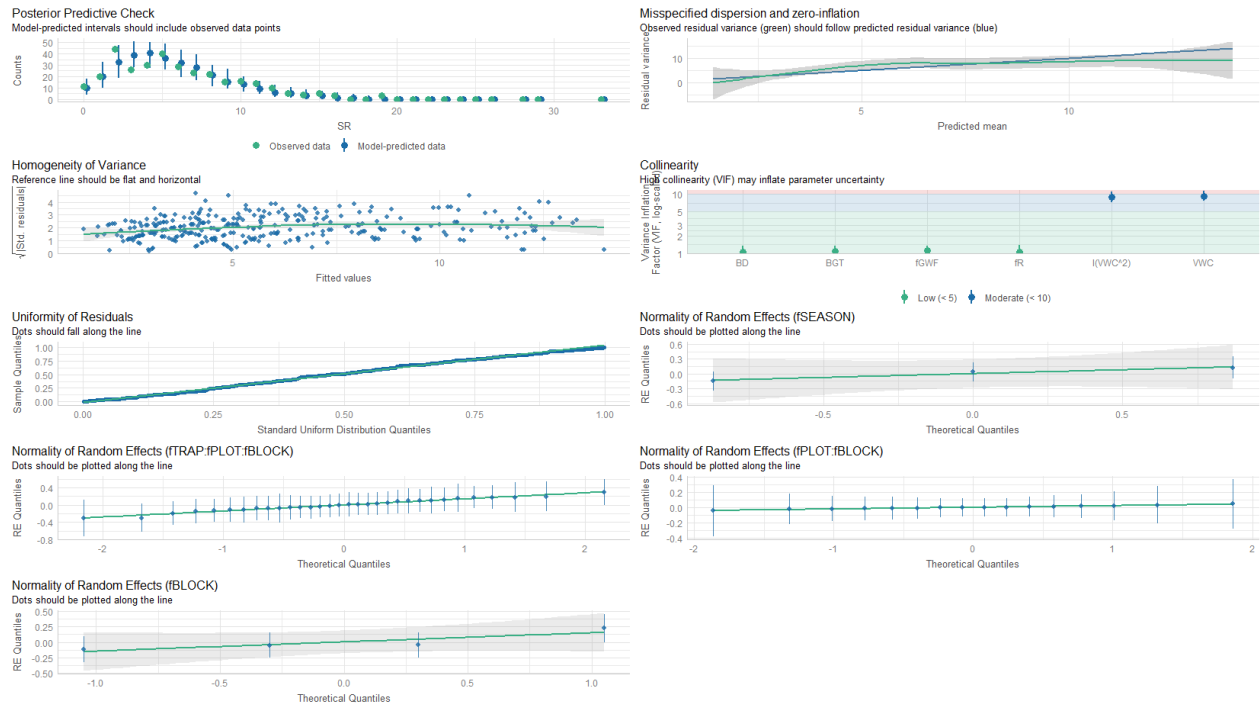 Posterior Predictive Check
Model-predicted intervals should include observed data points
Counts
50
40
30
20
10
0
0
10
20
30
SR
Observed data
Model-predicted data
Misspecified dispersion and zero-inflation
Observed residual variance (green) should follow predicted residual variance (blue)
Residual variance
10
0
5
10
Predicted mean
Homogeneity of Variance
Reference line should be flat and horizontal
√|Std. residuals|
4
3
2
1
0
5
10
Fitted values
Collinearity
High collinearity (VIF) may inflate parameter uncertainty
Variance Inflation
Factor (VIF, log-scaled)
10
5
3
2
1
BD
BGT
fGWF
fR
I(VWC^2)
VWC
Low (< 5)
Moderate (< 10)
Uniformity of Residuals
Dots should fall along the line
Sample Quantiles
1.00
0.75
0.50
0.25
0.00
0.00
0.25
0.50
0.75
1.00
Standard Uniform Distribution Quantiles
Normality of Random Effects (fSEASON)
Dots should be plotted along the line
RE Quantiles
0.6
0.3
0.0
-0.3
-0.6
-0.5
0.0
0.5
Theoretical Quantiles
Normality of Random Effects (fTRAP:fPLOT:fBLOCK)
Dots should be plotted along the line
RE Quantiles
0.4
0.0
-0.4
-0.8
-2
-1
0
1
2
Theoretical Quantiles
Normality of Random Effects (fPLOT:fBLOCK)
Dots should be plotted along the line
RE Quantiles
0.4
0.2
0.0
-0.2
-0.4
-2
-1
0
1
2
Theoretical Quantiles
Normality of Random Effects (fBLOCK)
Dots should be plotted along the line
RE Quantiles
0.50
0.25
0.00
-0.25
-0.50
-1.0
-0.5
0.0
0.5
1.0
Theoretical Quantiles